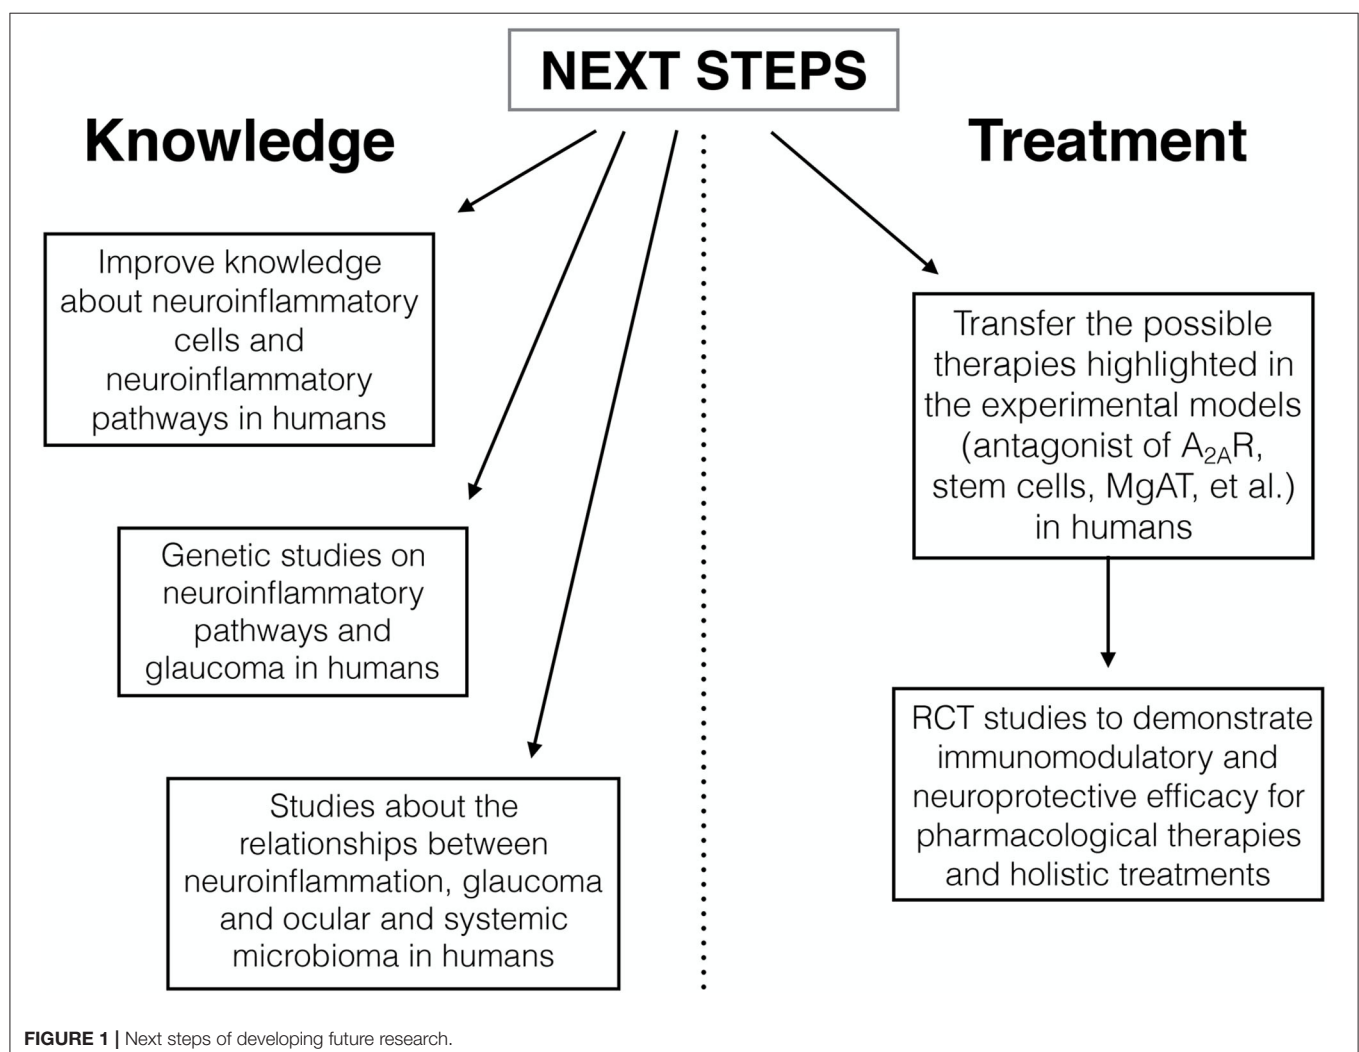 NEXT STEPS
Knowledge
Improve knowledge
about neuroinflammatory
cells and
neuroinflammatory
pathways in humans
Genetic studies on
neuroinflammatory
pathways and
glaucoma in humans
Studies about the
relationships between
neuroinflammation, glaucoma
and ocular and systemic
microbioma in humans
Treatment
Transfer the possible
therapies highlighted in
the experimental models
(antagonist of A₂ₐR,
stem cells, MgAT, et al.)
in humans
RCT studies to demonstrate
immunomodulatory and
neuroprotective efficacy for
pharmacological therapies
and holistic treatments
FIGURE 1 | Next steps of developing future research.